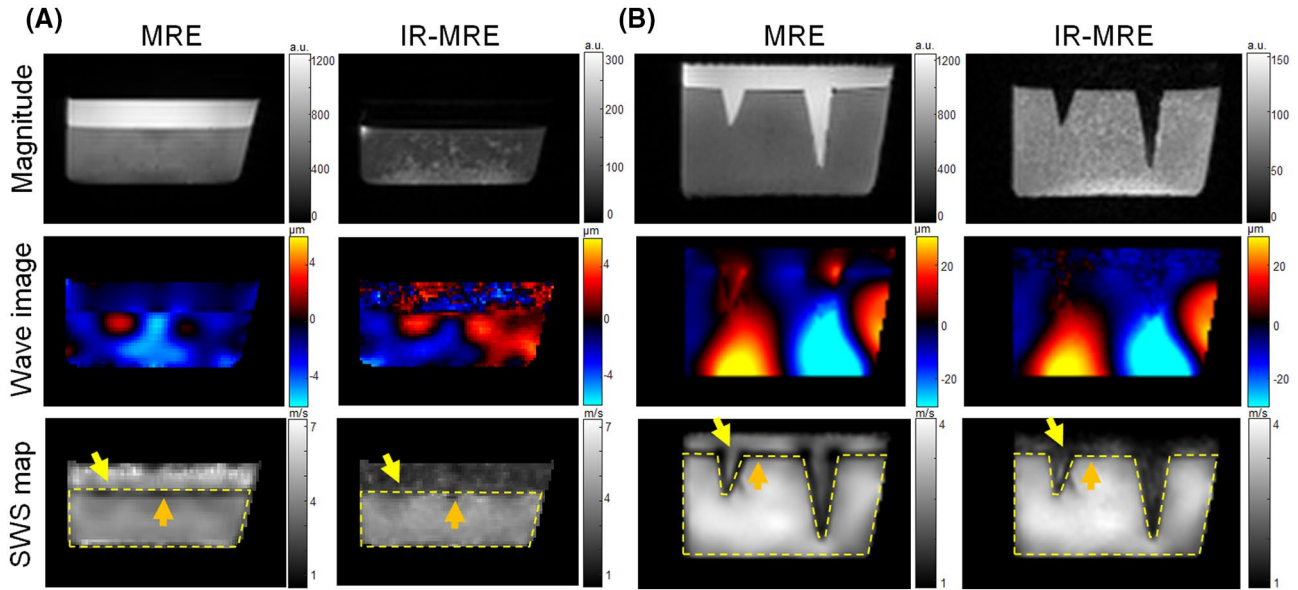 (A)
(B)
MRE
IR-MRE
MRE
IR-MRE
Magnitude
a.u.
1200
800
400
0
a.u.
300
200
100
0
a.u.
1200
800
400
0
a.u.
150
100
50
0
Wave image
µm
4
0
-4
µm
4
0
-4
µm
20
0
-20
µm
20
0
-20
SWS map
m/s
7
4
1
m/s
7
4
1
m/s
4
1
m/s
4
1